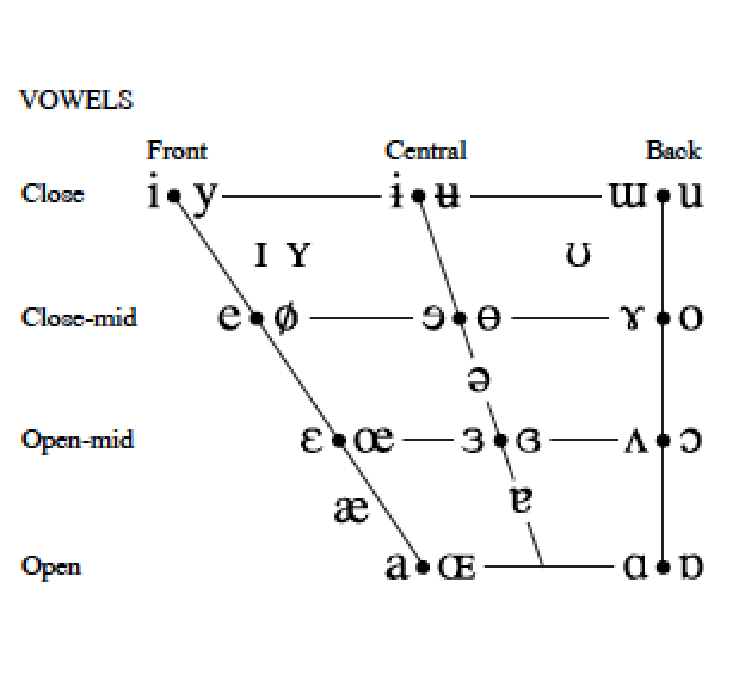 VOWELS
Front Central Back
Close i y ɨ ʉ ɯ u
ɪ ʏ ʊ
Close-mid e ø ɘ ɵ ɤ o
ə
Open-mid ɛ œ ɜ ɞ ʌ ɔ
æ ɐ
Open a ɶ ɑ ɒ